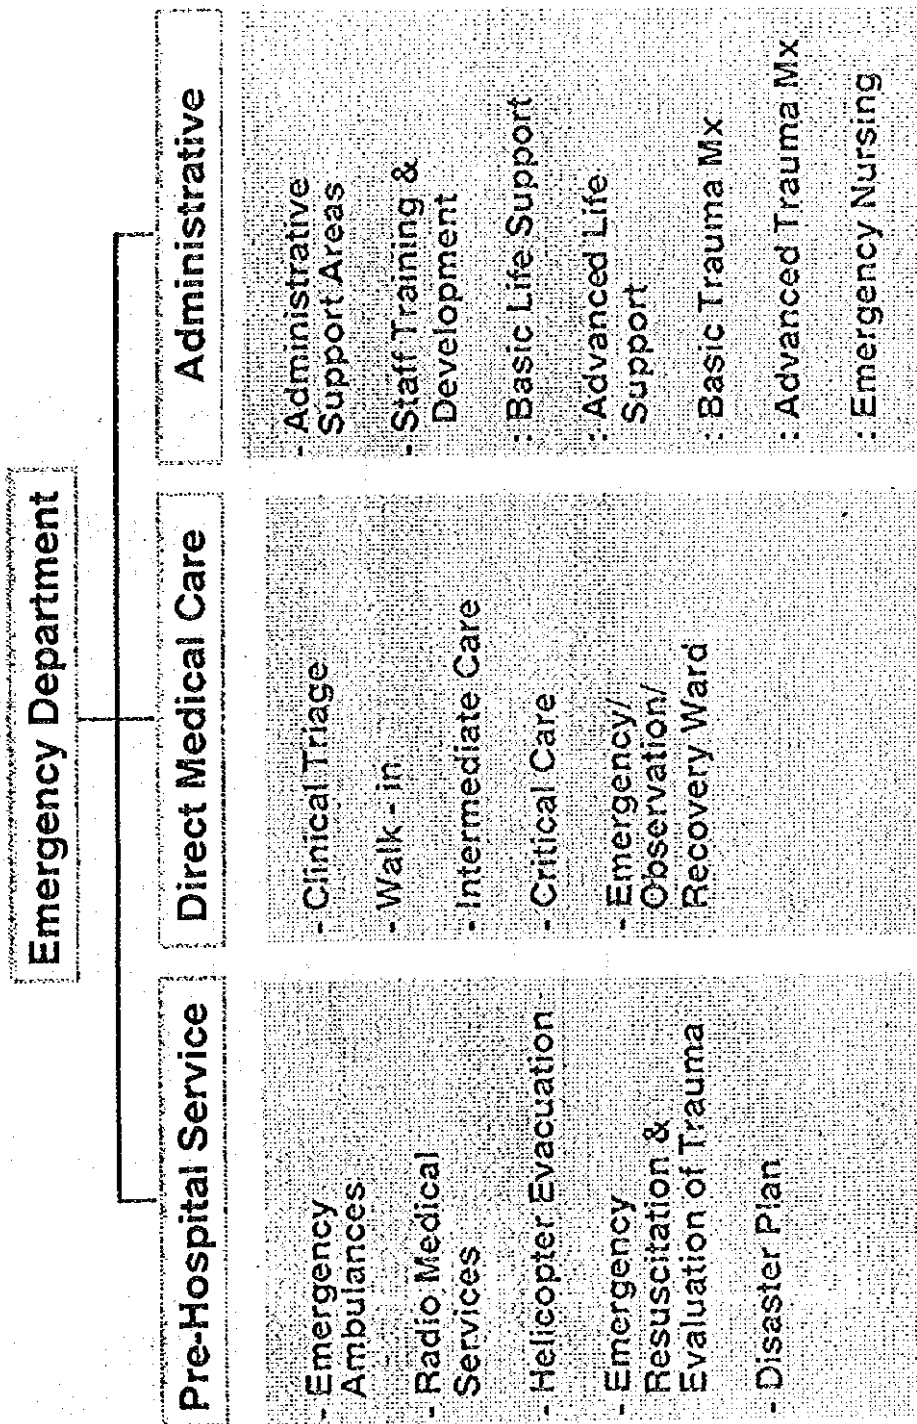 Emergency Department
Pre-Hospital Service
- Emergency
Ambulances
- Radio Medical
Services
- Helicopter Evacuation
- Emergency
Resuscitation &
Evaluation of Trauma
- Disaster Plan
Direct Medical Care
- Clinical Triage
- Walk - in
- Intermediate Care
- Critical Care
- Emergency/
Observation/
Recovery Ward
Administrative
- Administrative
Support Areas
- Staff Training &
Development
: Basic Life Support
: Advanced Life
Support
: Basic Trauma Mx
: Advanced Trauma Mx
: Emergency Nursing